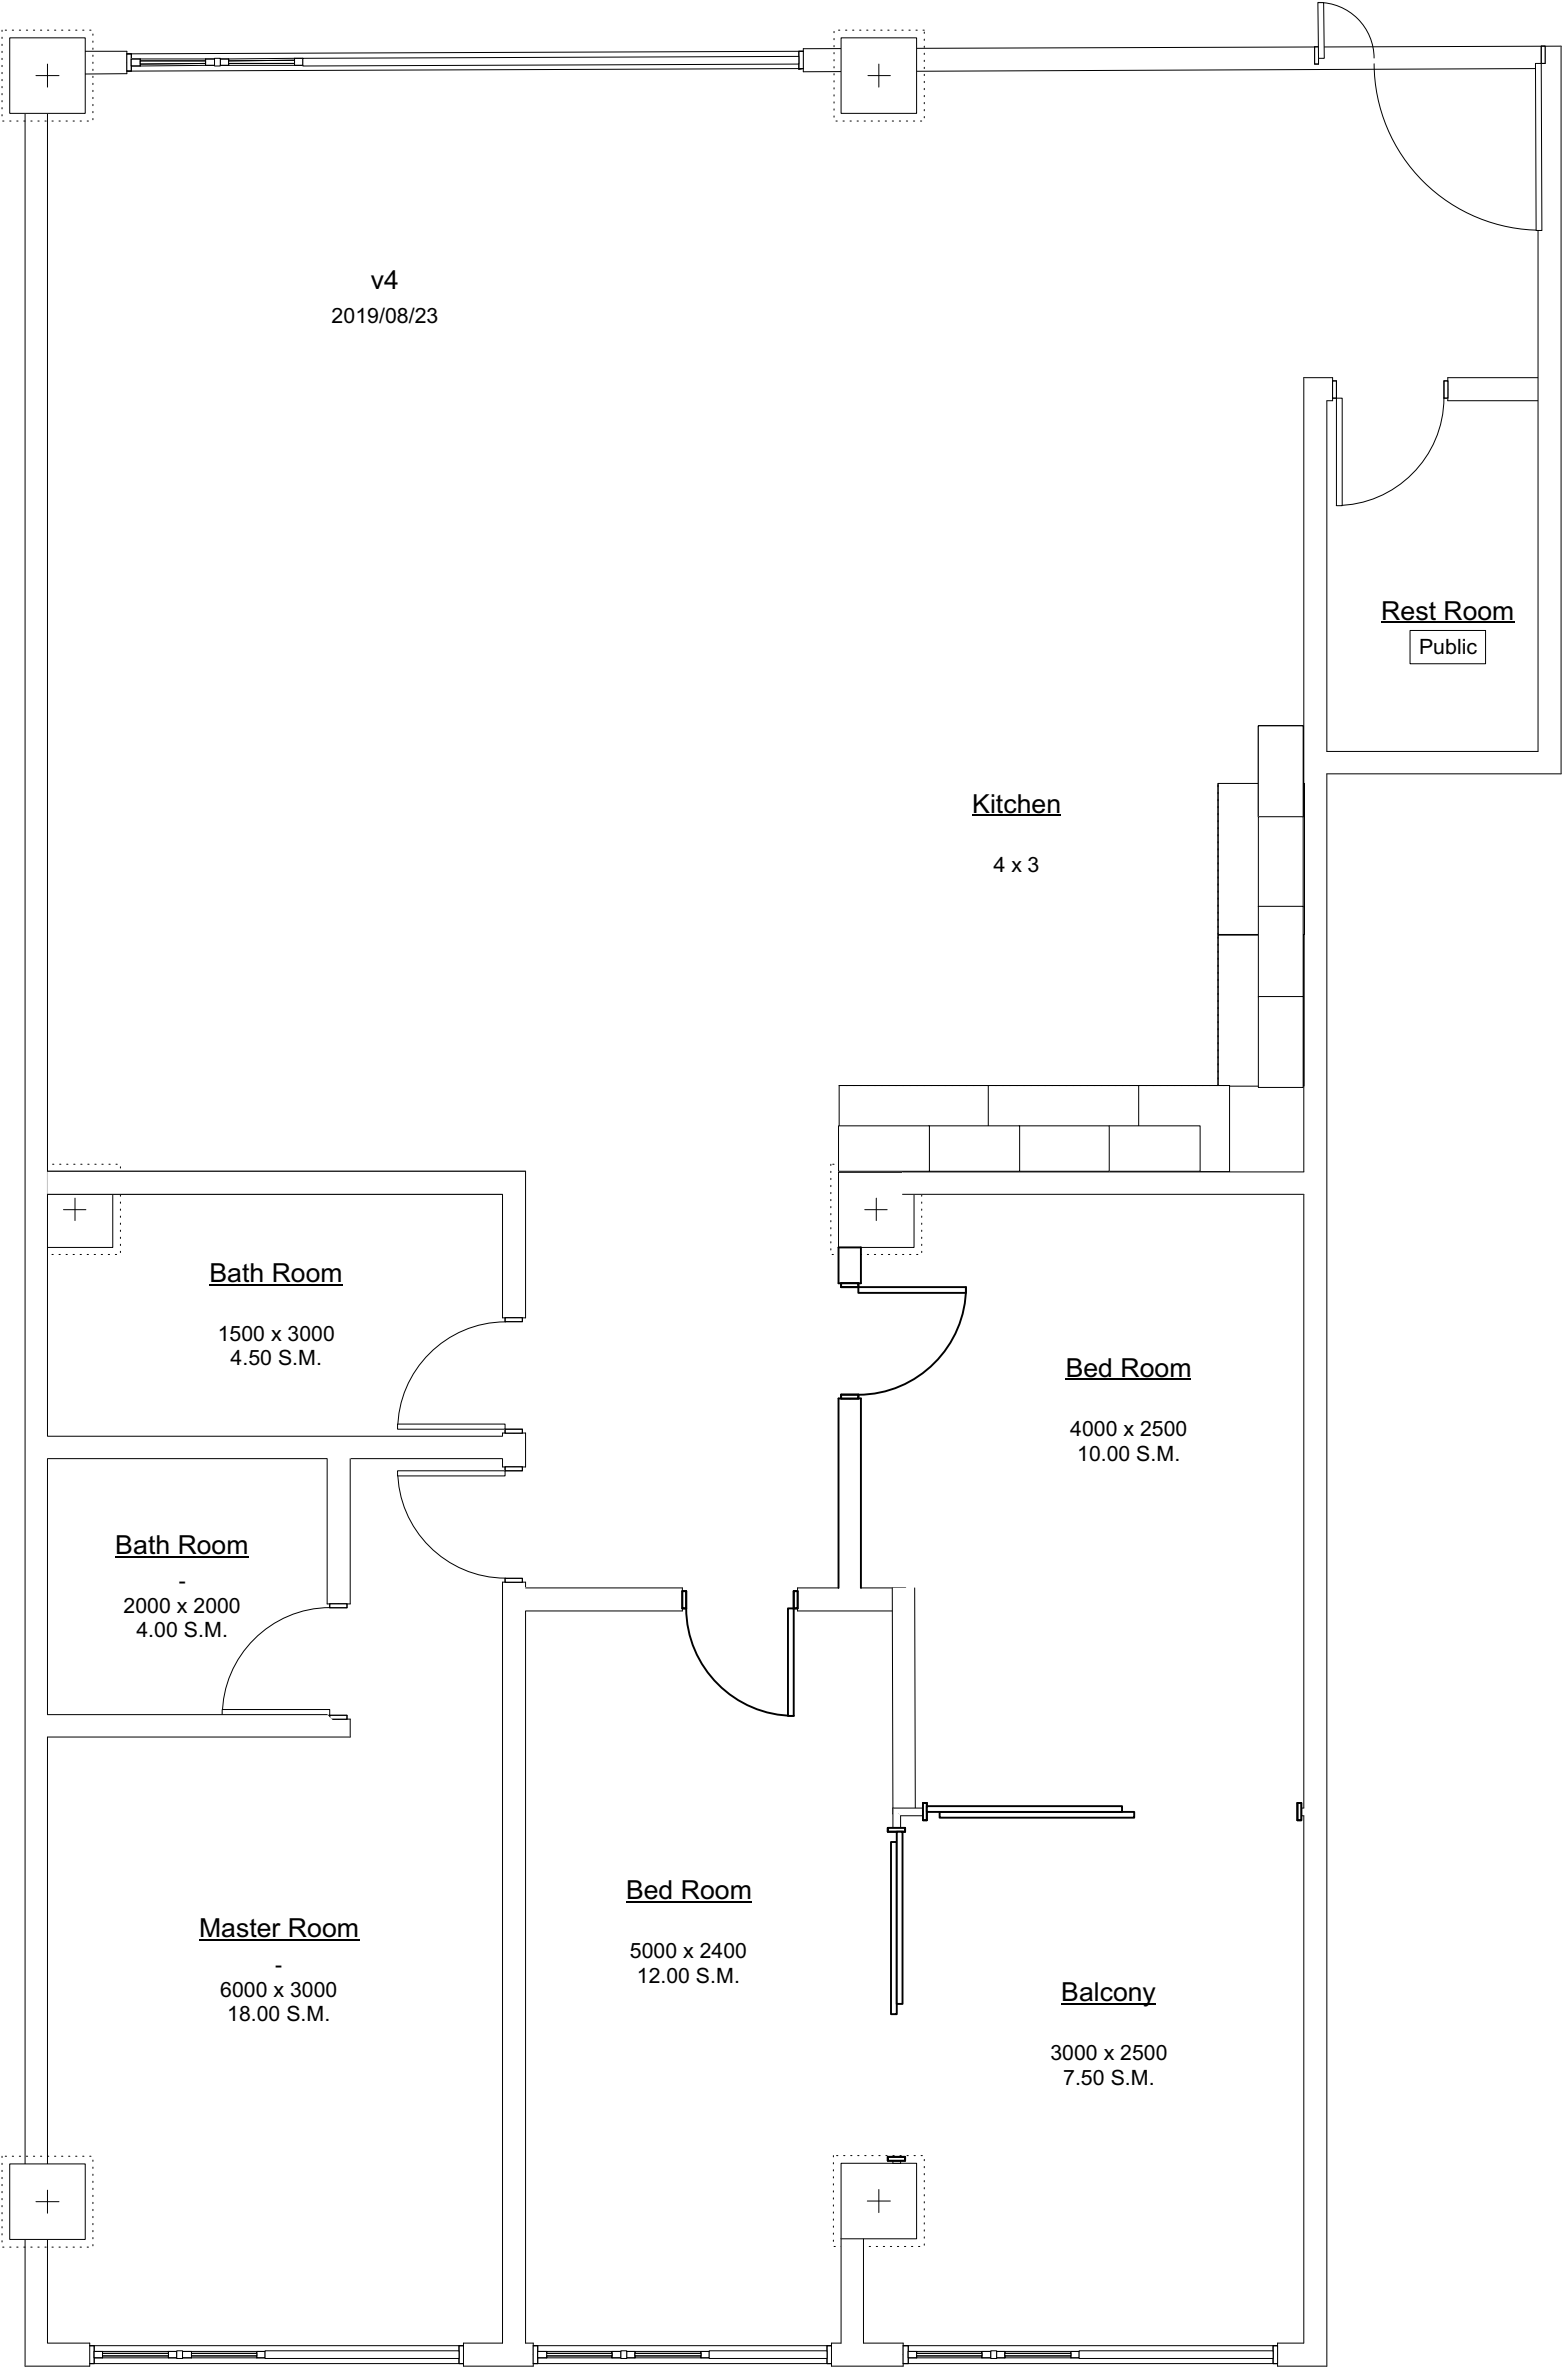 v4
2019/08/23
Rest Room
Public
Kitchen
4 x 3
Bath Room
1500 x 3000
4.50 S.M.
Bed Room
4000 x 2500
10.00 S.M.
Bath Room
-
2000 x 2000
4.00 S.M.
Bed Room
5000 x 2400
12.00 S.M.
Master Room
-
6000 x 3000
18.00 S.M.
Balcony
3000 x 2500
7.50 S.M.